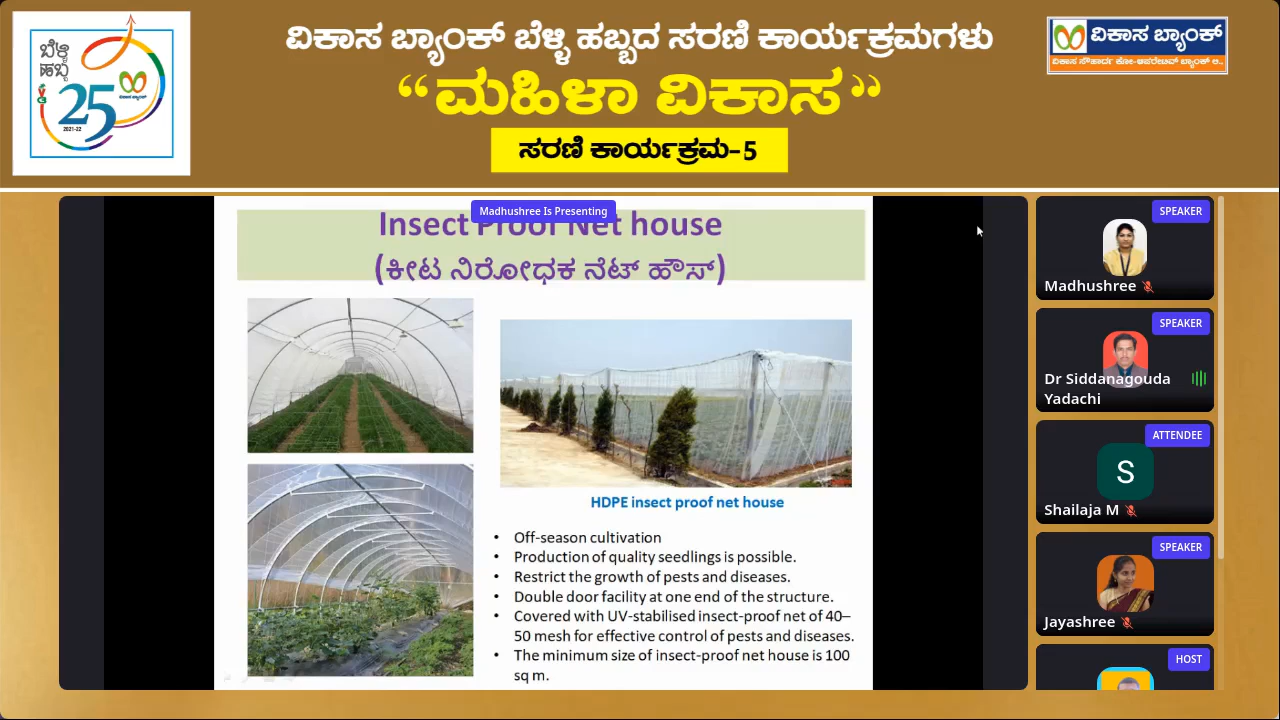 ಬೆಳ್ಳಿ
ಹಬ್ಬ
25
2021-22
ವಿಕಾಸ ಬ್ಯಾಂಕ್ ಬೆಳ್ಳಿ ಹಬ್ಬದ ಸರಣಿ ಕಾರ್ಯಕ್ರಮಗಳು
“ಮಹಿಳಾ ವಿಕಾಸ”
ಸರಣಿ ಕಾರ್ಯಕ್ರಮ-5
ವಿಕಾಸ ಬ್ಯಾಂಕ್
ವಿಕಾಸ ಸೌಹಾರ್ದ ಕೋ-ಆಪರೇಟಿವ್ ಬ್ಯಾಂಕ್ ಲಿ.,
Madhushree Is Presenting
Insect Proof Net house
(ಕೀಟ ನಿರೋಧಕ ನೆಟ್ ಹೌಸ್)
HDPE insect proof net house
• Off-season cultivation
• Production of quality seedlings is possible.
• Restrict the growth of pests and diseases.
• Double door facility at one end of the structure.
• Covered with UV-stabilised insect-proof net of 40–
50 mesh for effective control of pests and diseases.
• The minimum size of insect-proof net house is 100
sq m.
SPEAKER
Madhushree
SPEAKER
Dr Siddanagouda
Yadachi
ATTENDEE
S
Shailaja M
SPEAKER
Jayashree
HOST